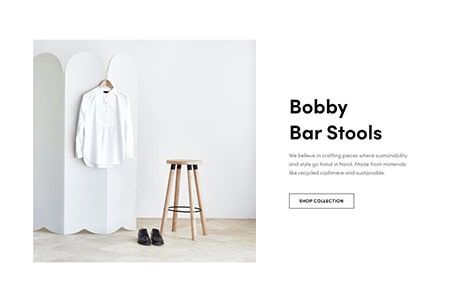 Bobby
Bar Stools
We believe in crafting pieces where sustainability
and style go hand in hand. Made from materials
like recycled cashmere and sustainable.
SHOP COLLECTION